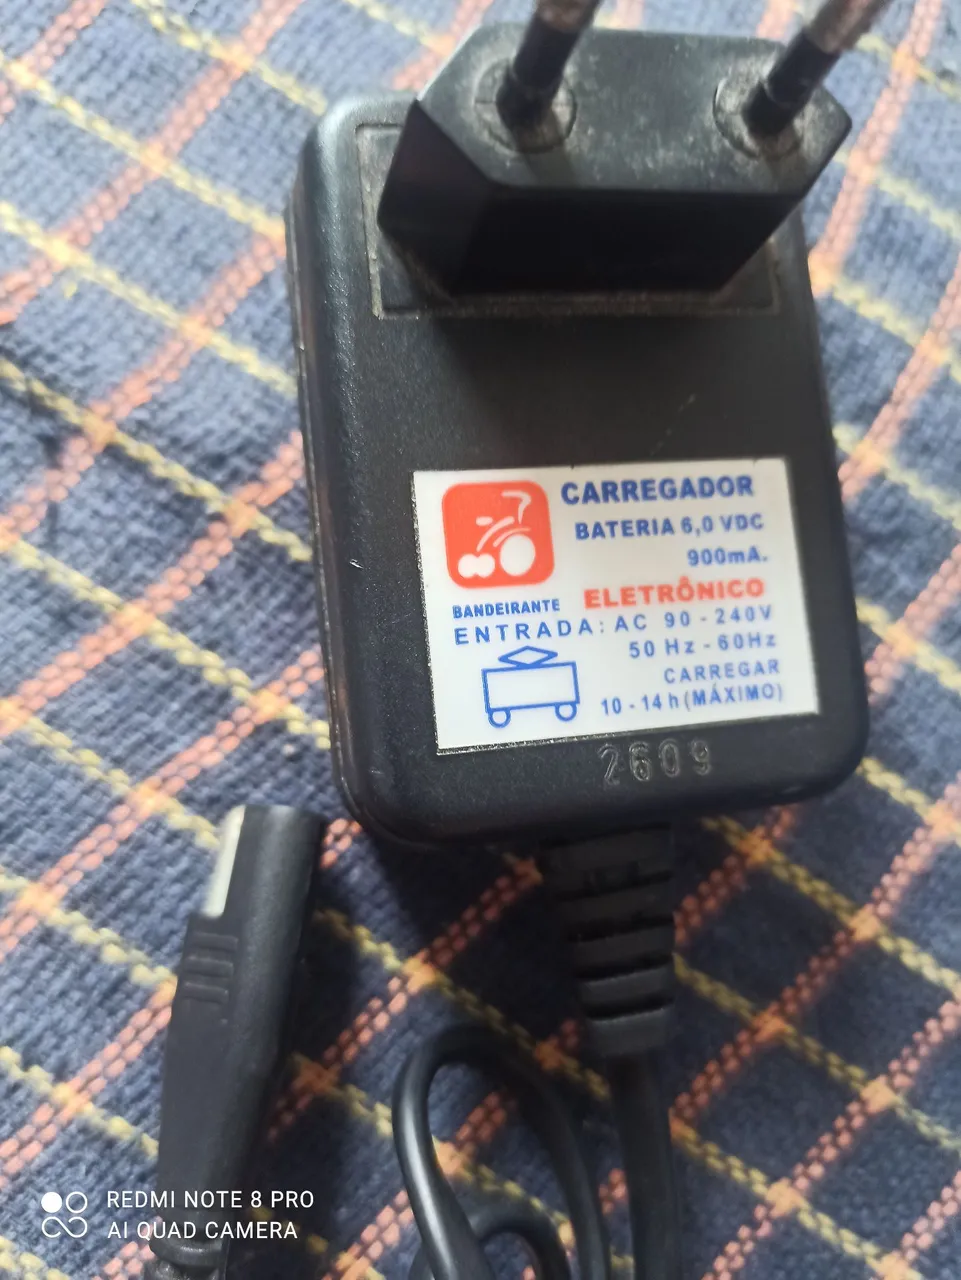 CARREGADOR
BATERIA 6,0 VDC
900mA.
BANDEIRANTE
ELETRÔNICO
ENTRADA: AC 90 - 240V
50 Hz - 60Hz
CARREGAR
10 - 14 h (MÁXIMO)
2609
REDMI NOTE 8 PRO
AI QUAD CAMERA